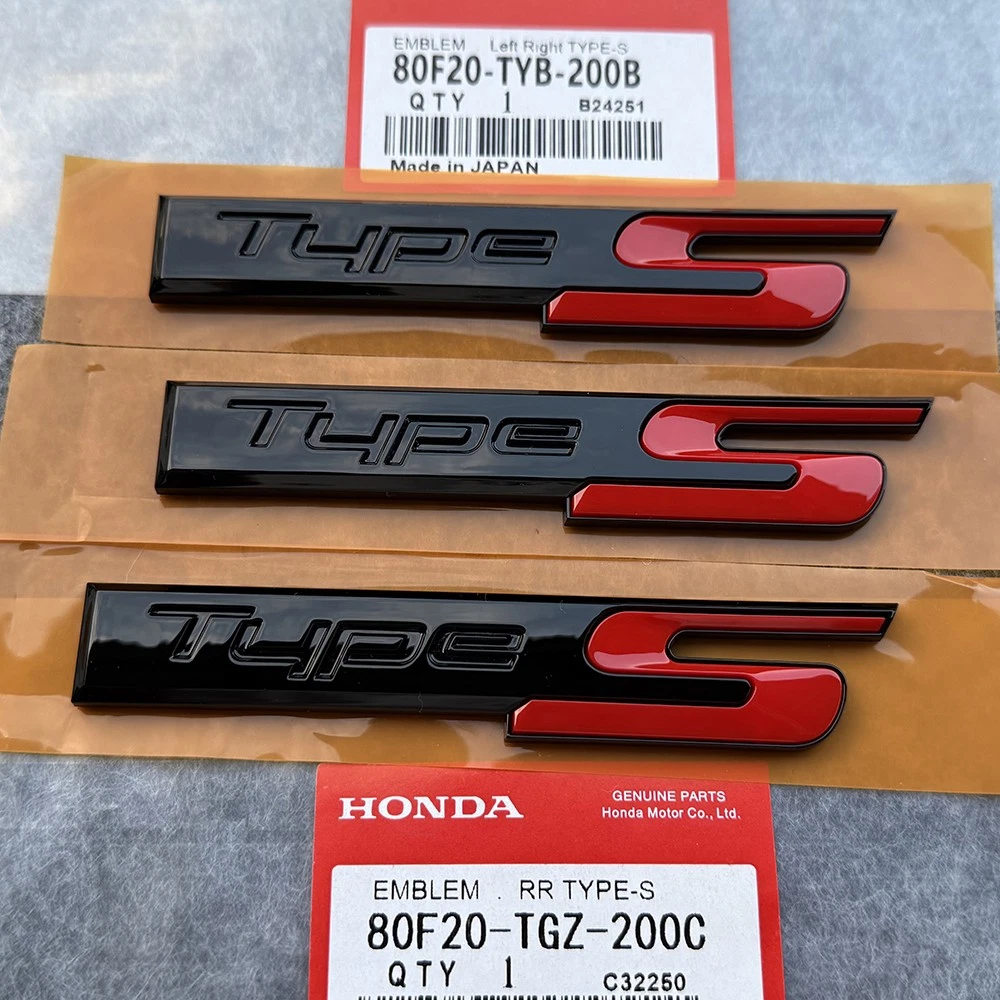 EMBLEM . Left Right TYPE-S
80F20-TYB-200B
QTY 1 B24251
Made in JAPAN
Type S
Type S
Type S
HONDA
GENUINE PARTS
Honda Motor Co., Ltd.
EMBLEM . RR TYPE-S
80F20-TGZ-200C
QTY 1 C32250